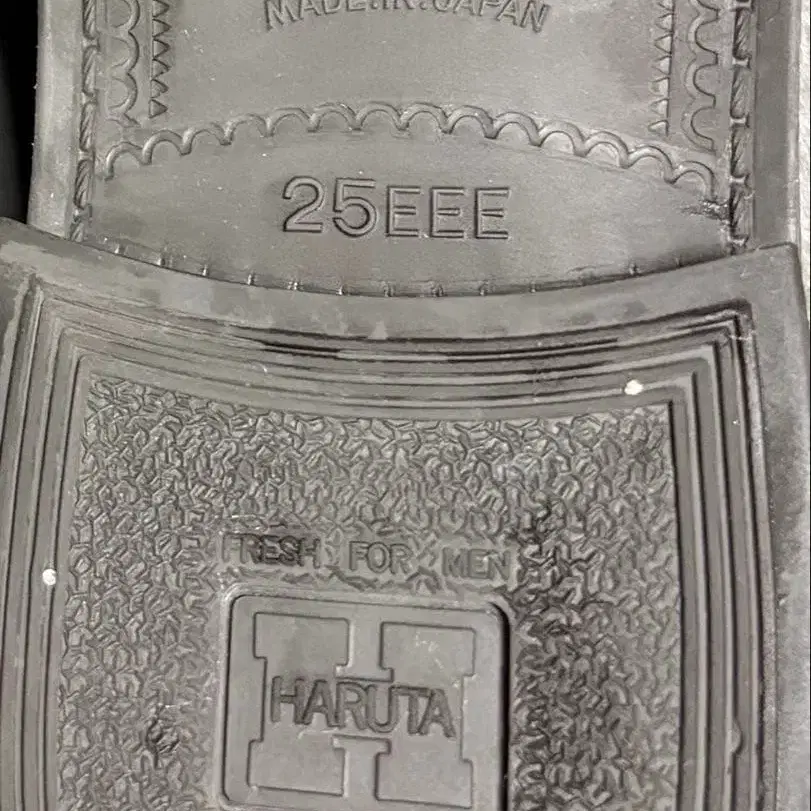 MADE.IN.JAPAN
25EEE
FRESH FOR MEN
H
HARUTA